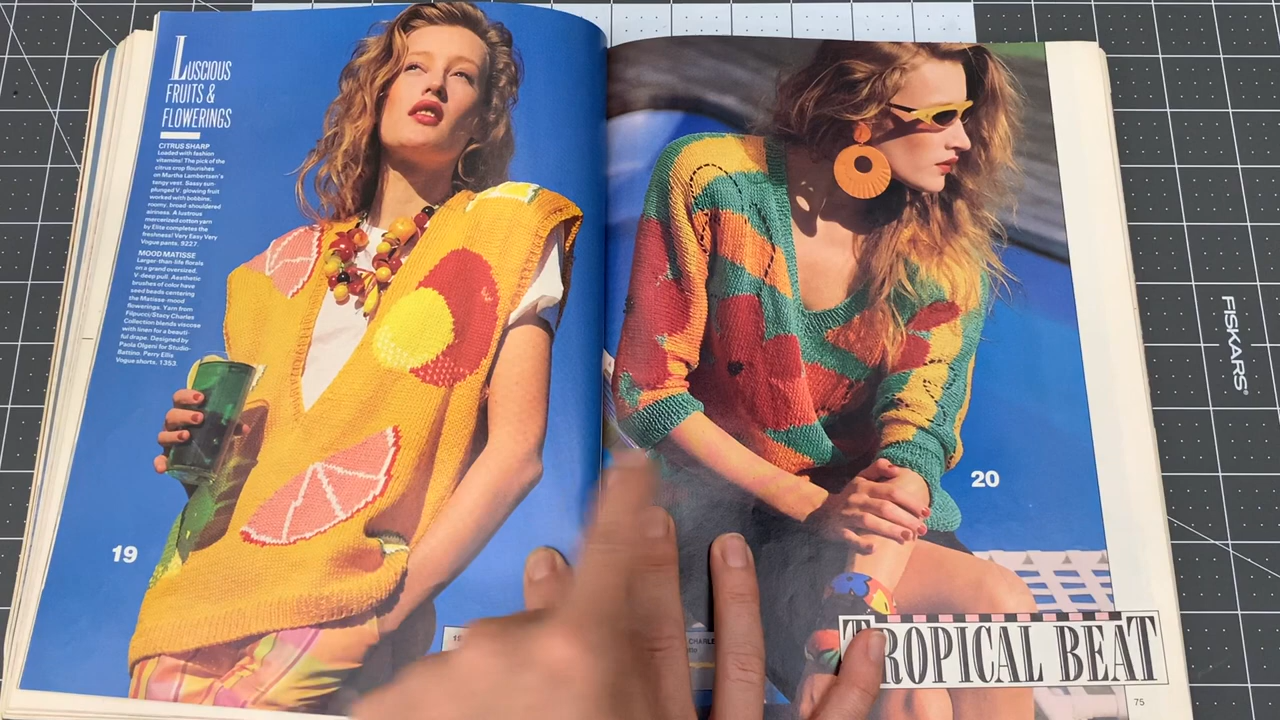 LUSCIOUS
FRUITS &
FLOWERINGS
CITRUS SHARP
Loaded with fashion
vitamins! The pick of the
citrus crop flourishes
on Martha Lambertsen's
tangy vest. Sassy sun-
plunged V, glowing fruit
worked with bobbins;
roomy, broad-shouldered
airiness. A lustrous
mercerized cotton yarn
by Elite completes the
freshness! Very Easy Very
Vogue pants, 9227.
MOOD MATISSE
Larger-than-life florals
on a grand oversized,
V-deep pull. Aesthetic
brushes of color have
seed beads centering
the Matisse-mood
flowerings. Yarn from
Filpucci/Stacy Charles
Collection blends viscose
with linen for a beauti-
ful drape. Designed by
Paola Olgeni for Studio-
Battino. Perry Ellis
Vogue shorts, 1353.
19
20
CHARLE
TROPICAL BEAT
75
FISKARS